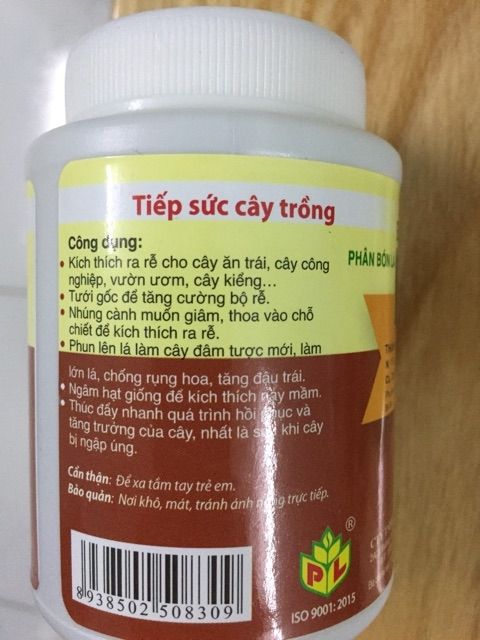 Tiếp sức cây trồng
Công dụng:
• Kích thích ra rễ cho cây ăn trái, cây công
nghiệp, vườn ươm, cây kiểng...
• Tưới gốc để tăng cường bộ rễ.
• Nhúng cành muốn giâm, thoa vào chỗ
chiết để kích thích ra rễ.
• Phun lên lá làm cây đâm tược mới, làm
lớn lá, chống rụng hoa, tăng đậu trái.
• Ngâm hạt giống để kích thích nảy mầm.
• Thúc đẩy nhanh quá trình hồi phục và
tăng trưởng của cây, nhất là sau khi cây
bị ngập úng.
Cẩn thận: Để xa tầm tay trẻ em.
Bảo quản: Nơi khô, mát, tránh ánh nắng trực tiếp.
8 938502 508309
PL
®
ISO 9001: 2015
PHÂN BÓN